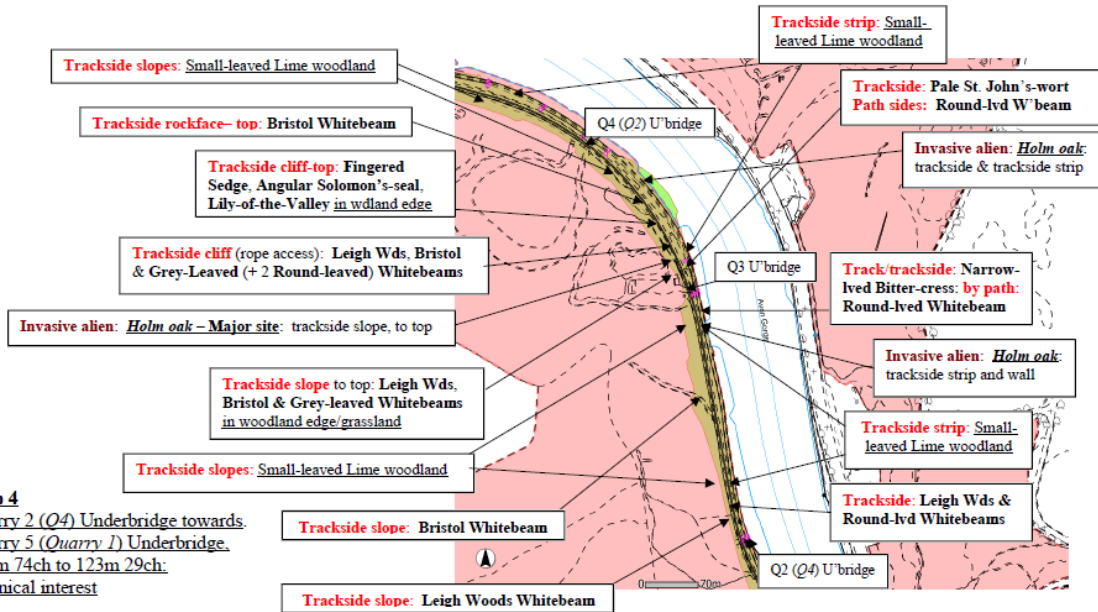 Trackside strip: Small-
leaved Lime woodland
Trackside slopes: Small-leaved Lime woodland
Trackside: Pale St. John's-wort
Path sides: Round-lvd W'beam
Trackside rockface– top: Bristol Whitebeam
Q4 (Q2) U'bridge
Invasive alien: Holm oak:
trackside & trackside strip
Trackside cliff-top: Fingered
Sedge, Angular Solomon's-seal,
Lily-of-the-Valley in wdland edge
Trackside cliff (rope access): Leigh Wds, Bristol
& Grey-Leaved (+ 2 Round-leaved) Whitebeams
Q3 U'bridge
Track/trackside: Narrow-
lved Bitter-cress: by path:
Round-lved Whitebeam
Avon Gorge
Invasive alien: Holm oak – Major site: trackside slope, to top
Invasive alien: Holm oak:
trackside strip and wall
Trackside slope to top: Leigh Wds,
Bristol & Grey-leaved Whitebeams
in woodland edge/grassland
Trackside strip: Small-
leaved Lime woodland
Trackside slopes: Small-leaved Lime woodland
Trackside: Leigh Wds &
Round-lvd Whitebeams
Trackside slope: Bristol Whitebeam
Q2 (Q4) U'bridge
Trackside slope: Leigh Woods Whitebeam
0 70m
4
rry 2 (Q4) Underbridge towards.
rry 5 (Quarry 1) Underbridge,
m 74ch to 123m 29ch:
nical interest